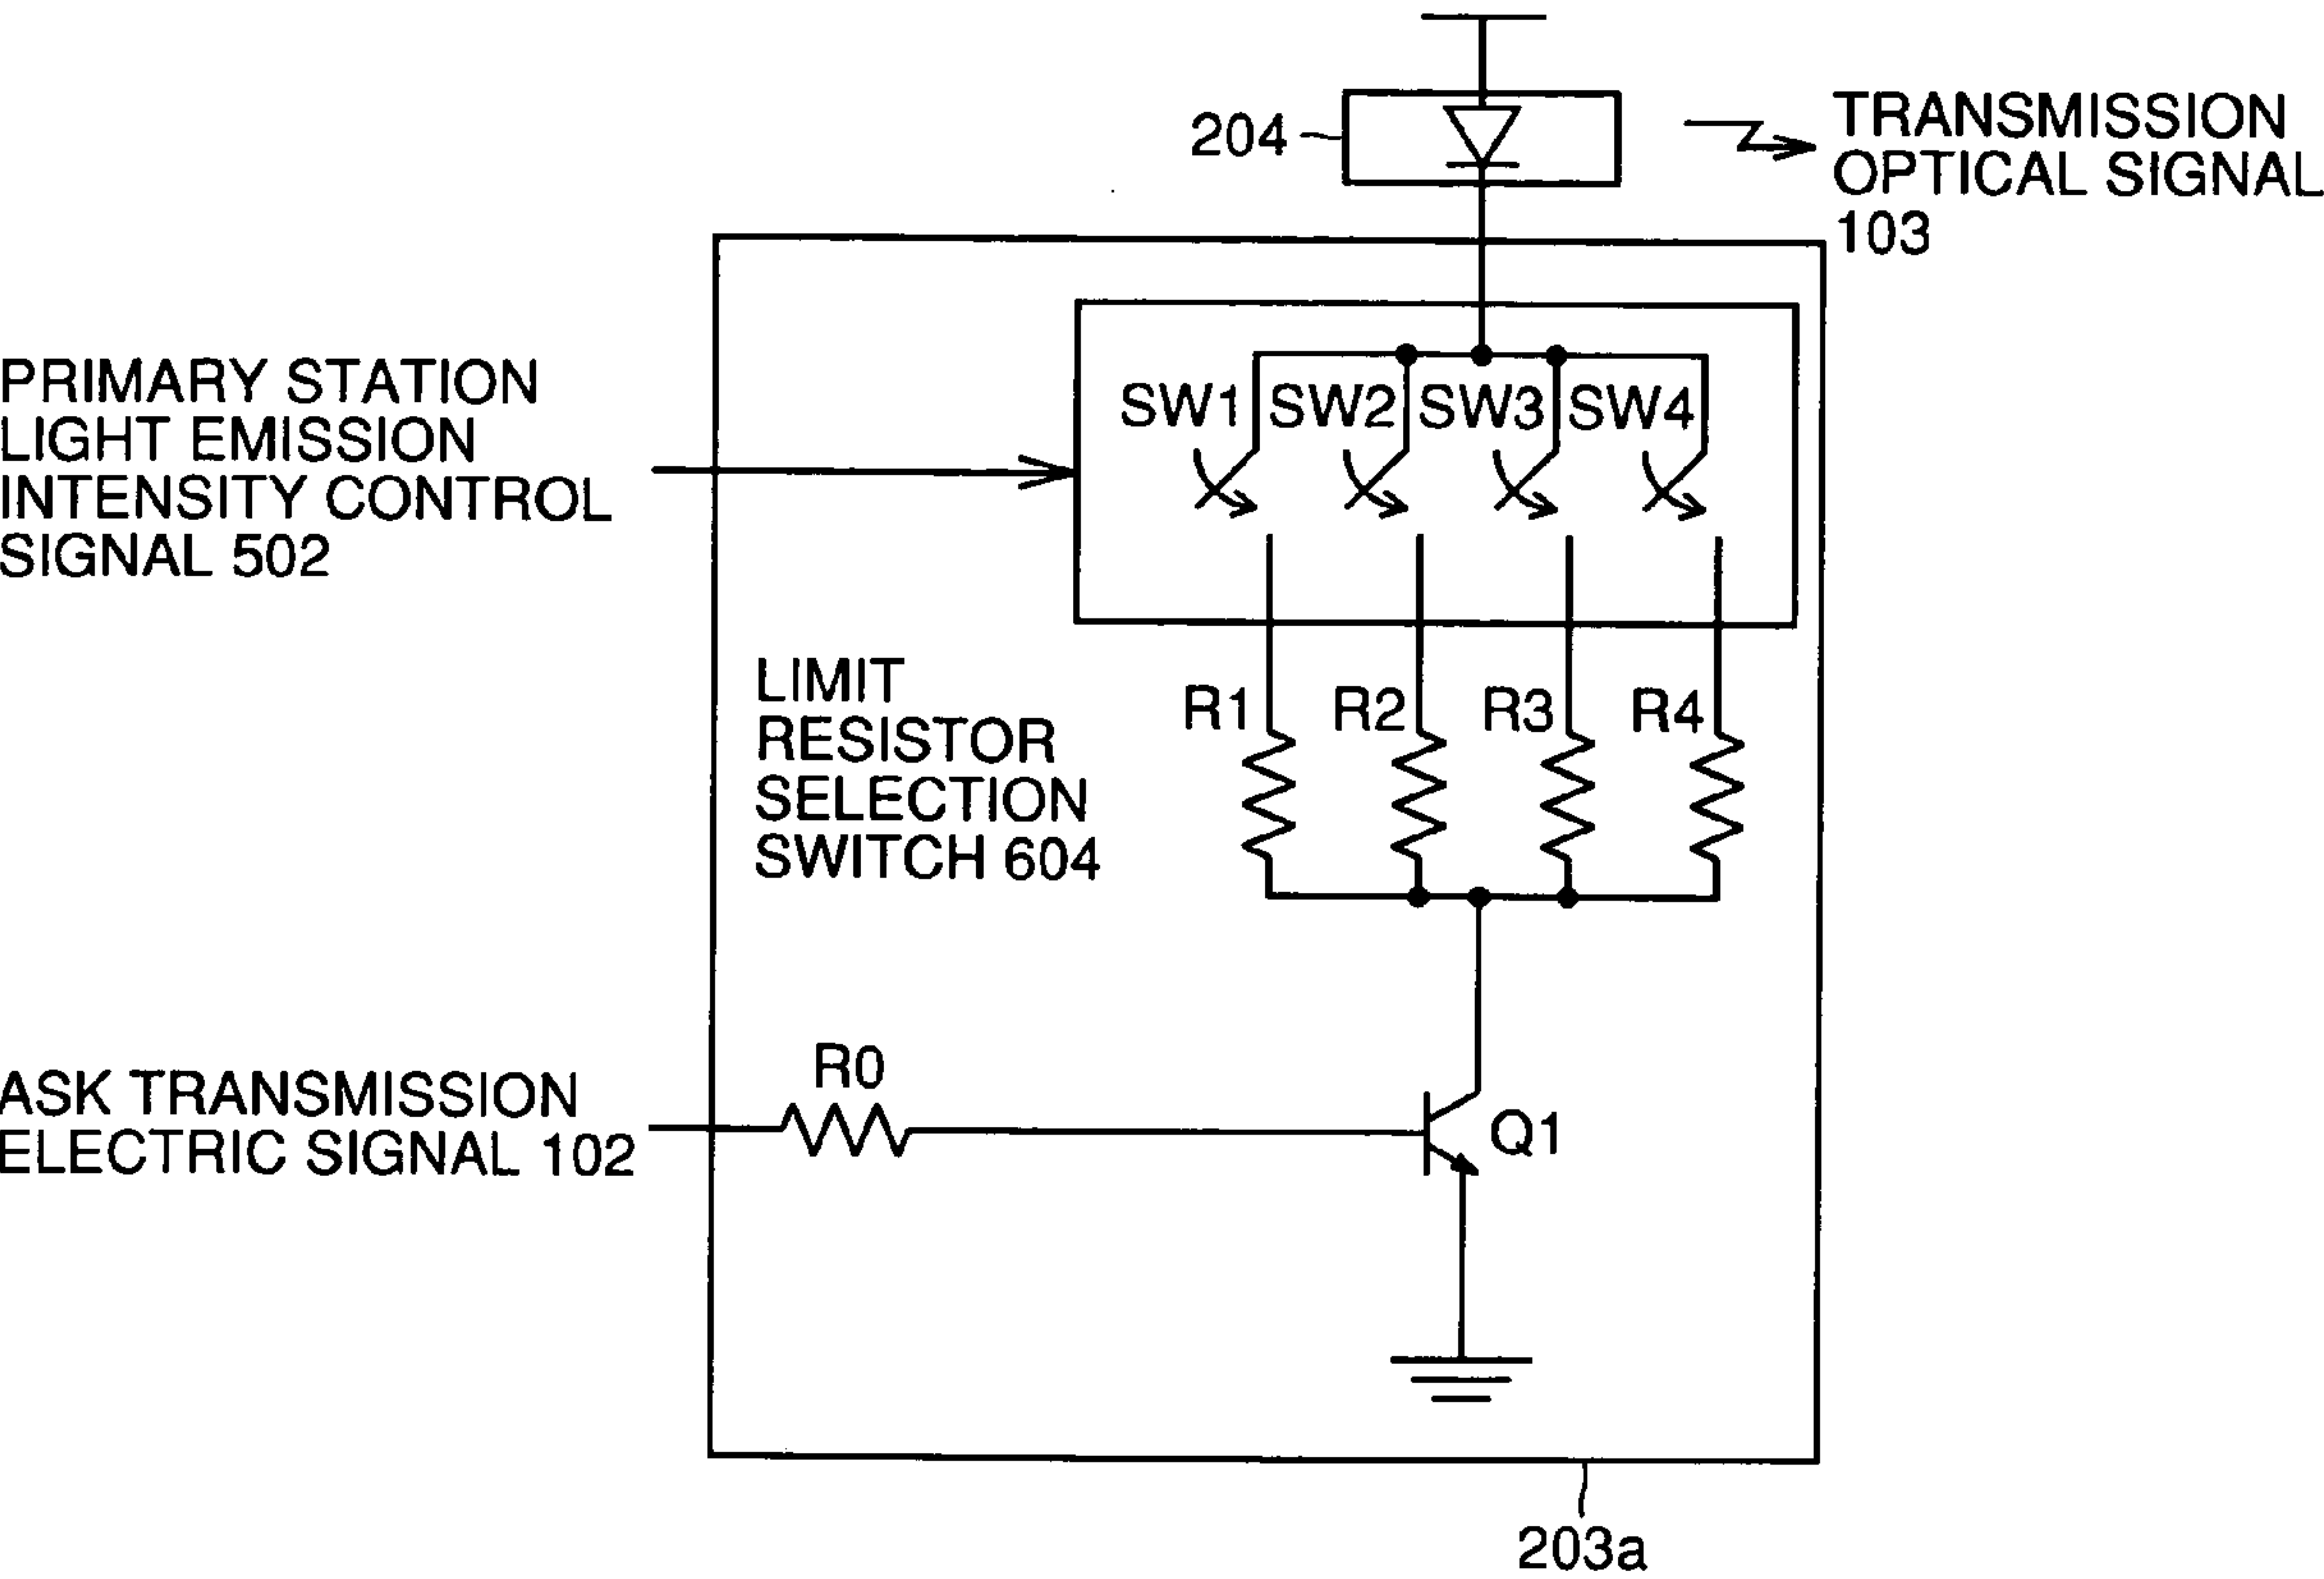 204
TRANSMISSION
OPTICAL SIGNAL
103
PRIMARY STATION
LIGHT EMISSION
INTENSITY CONTROL
SIGNAL 502
SW1 SW2 SW3 SW4
LIMIT
RESISTOR
SELECTION
SWITCH 604
R1 R2 R3 R4
R0
ASK TRANSMISSION
ELECTRIC SIGNAL 102
Q1
203a